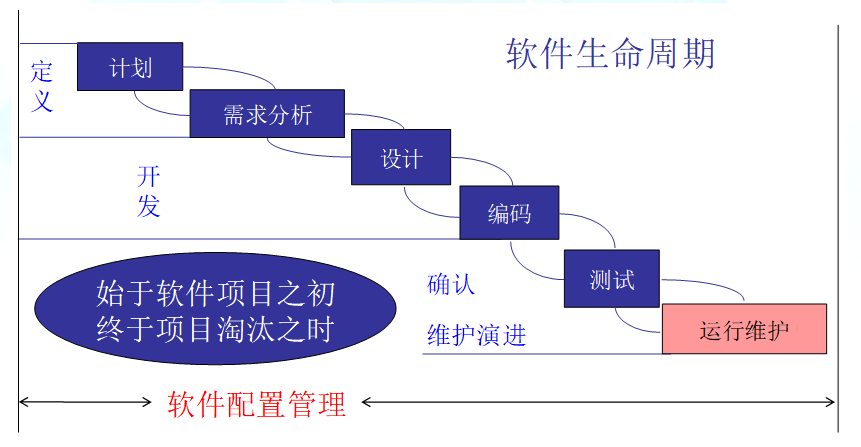 软件生命周期
定义
计划
需求分析
设计
开发
编码
测试
确认
维护演进
运行维护
始于软件项目之初
终于项目淘汰之时
软件配置管理